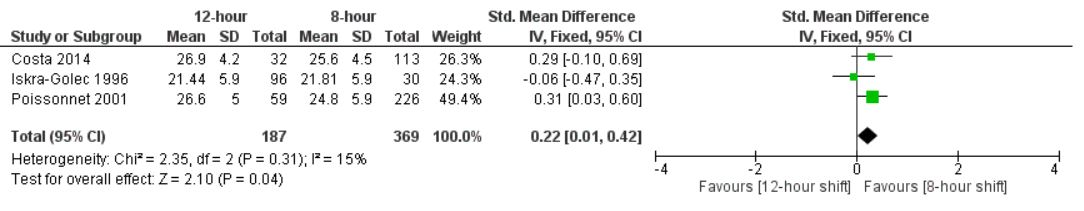 12-hour 8-hour Std. Mean Difference Std. Mean Difference
Study or Subgroup Mean SD Total Mean SD Total Weight IV, Fixed, 95% CI IV, Fixed, 95% CI
Costa 2014 26.9 4.2 32 25.6 4.5 113 26.3% 0.29 [-0.10, 0.69]
Iskra-Golec 1996 21.44 5.9 96 21.81 5.9 30 24.3% -0.06 [-0.47, 0.35]
Poissonnet 2001 26.6 5 59 24.8 5.9 226 49.4% 0.31 [0.03, 0.60]
Total (95% CI) 187 369 100.0% 0.22 [0.01, 0.42]
Heterogeneity: Chi² = 2.35, df = 2 (P = 0.31); I² = 15%
Test for overall effect: Z = 2.10 (P = 0.04)
-4 -2 0 2 4
Favours [12-hour shift] Favours [8-hour shift]